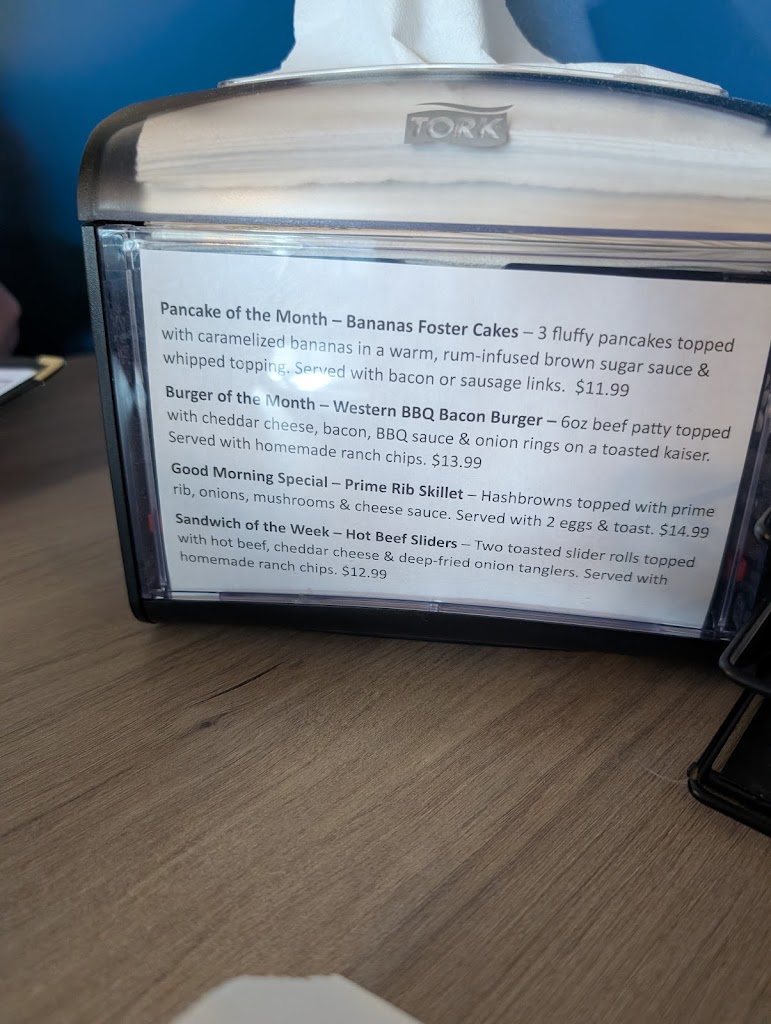 TORK
Pancake of the Month – Bananas Foster Cakes – 3 fluffy pancakes topped
with caramelized bananas in a warm, rum-infused brown sugar sauce &
whipped topping. Served with bacon or sausage links. $11.99
Burger of the Month – Western BBQ Bacon Burger – 6oz beef patty topped
with cheddar cheese, bacon, BBQ sauce & onion rings on a toasted kaiser.
Served with homemade ranch chips. $13.99
Good Morning Special – Prime Rib Skillet – Hashbrowns topped with prime
rib, onions, mushrooms & cheese sauce. Served with 2 eggs & toast. $14.99
Sandwich of the Week – Hot Beef Sliders – Two toasted slider rolls topped
with hot beef, cheddar cheese & deep-fried onion tanglers. Served with
homemade ranch chips. $12.99